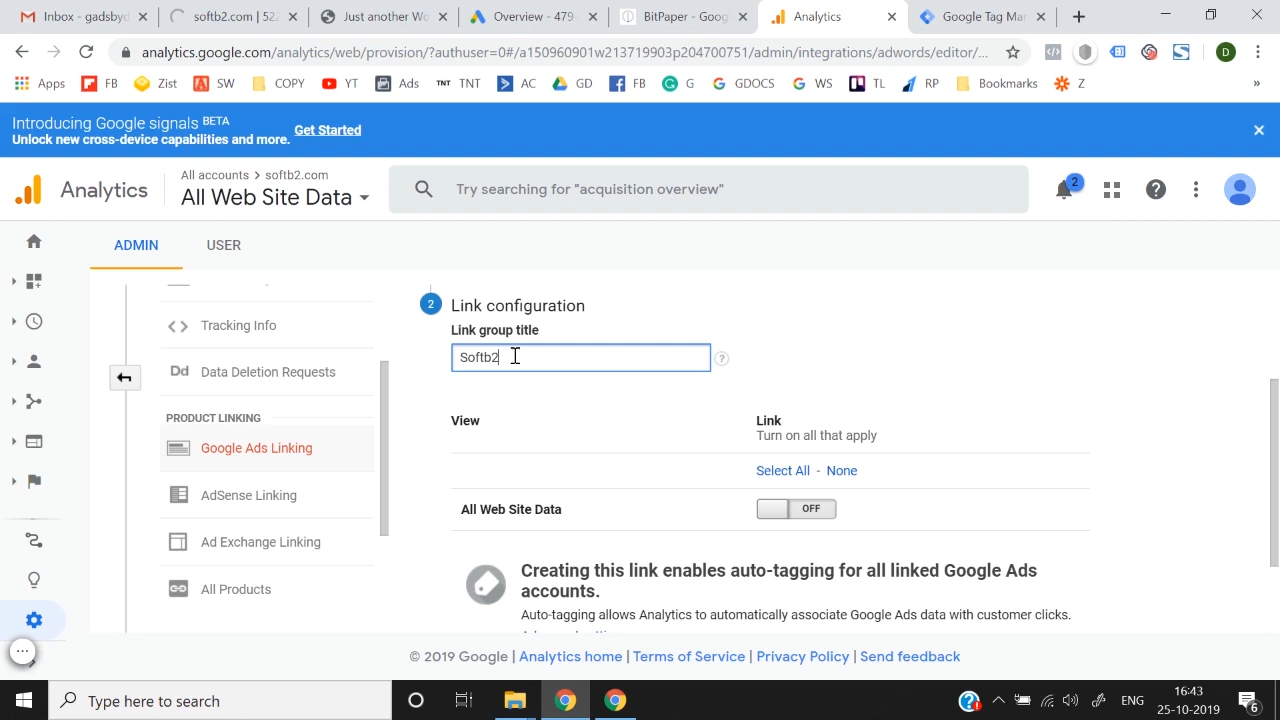 Inbox - gadsbyd
softb2.com | 522
Just another Wo
Overview - 479-
BitPaper - Goog
Analytics
Google Tag Mar
analytics.google.com/analytics/web/provision/?authuser=0#/a150960901w213719903p204700751/admin/integrations/adwords/editor/...
D
Apps
FB
Zist
SW
COPY
YT
Ads
TNT TNT
AC
GD
FB
G
GDOCS
WS
TL
RP
Bookmarks
Z
»
Introducing Google signals BETA
Unlock new cross-device capabilities and more.
Get Started
Analytics
All accounts > softb2.com
All Web Site Data
Try searching for "acquisition overview"
2
ADMIN
USER
Tracking Info
Dd Data Deletion Requests
PRODUCT LINKING
Google Ads Linking
AdSense Linking
Ad Exchange Linking
All Products
2 Link configuration
Link group title
Softb2
?
View
Link
Turn on all that apply
Select All - None
All Web Site Data
OFF
Creating this link enables auto-tagging for all linked Google Ads
accounts.
Auto-tagging allows Analytics to automatically associate Google Ads data with customer clicks.
© 2019 Google | Analytics home | Terms of Service | Privacy Policy | Send feedback
Type here to search
ENG
16:43
25-10-2019
6